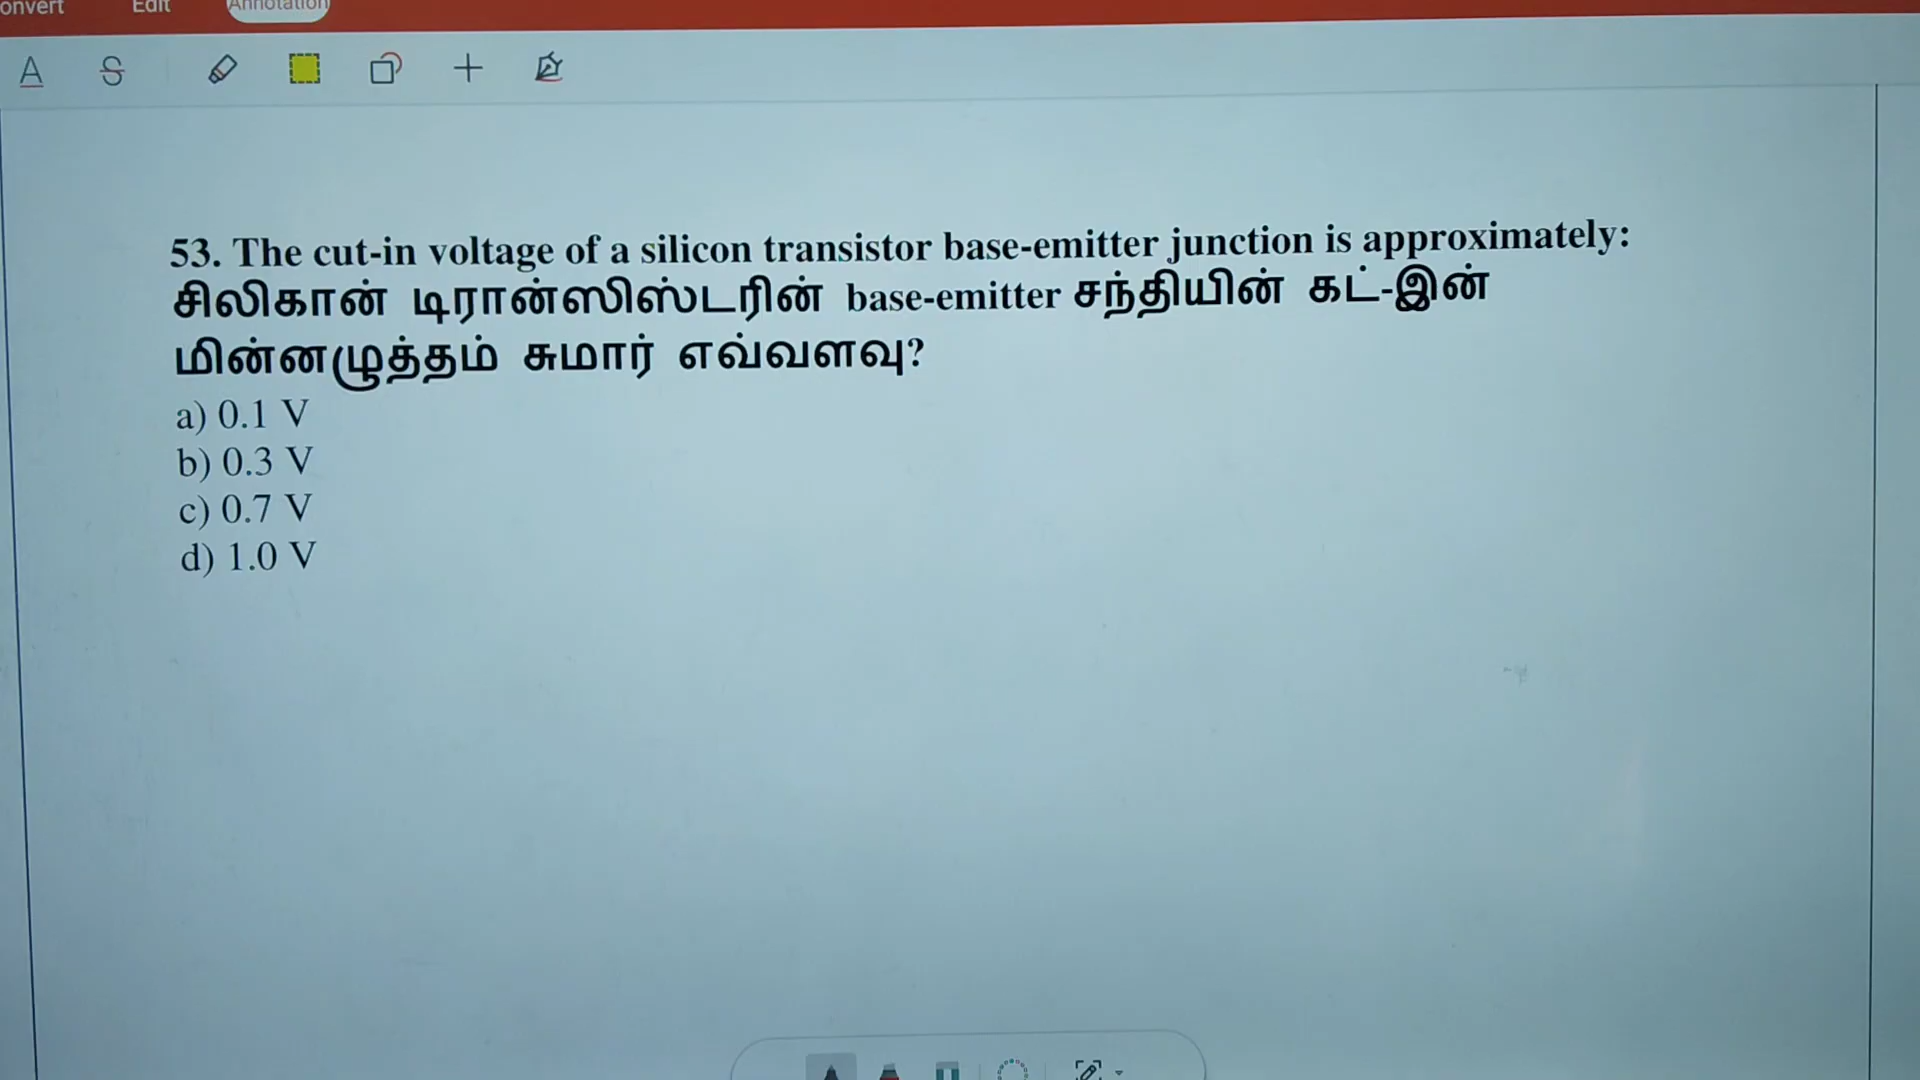 onvert Edit Annotation
A S
53. The cut-in voltage of a silicon transistor base-emitter junction is approximately:
சிலிகான் டிரான்ஸிஸ்டரின் base-emitter சந்தியின் கட்-இன்
மின்னழுத்தம் சுமார் எவ்வளவு?
a) 0.1 V
b) 0.3 V
c) 0.7 V
d) 1.0 V